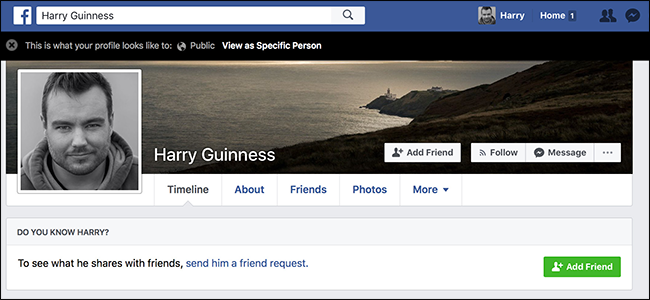 f Harry Guinness Harry Home 1
This is what your profile looks like to: Public View as Specific Person
Harry Guinness Add Friend Follow Message ...
Timeline About Friends Photos More
DO YOU KNOW HARRY?
To see what he shares with friends, send him a friend request. Add Friend